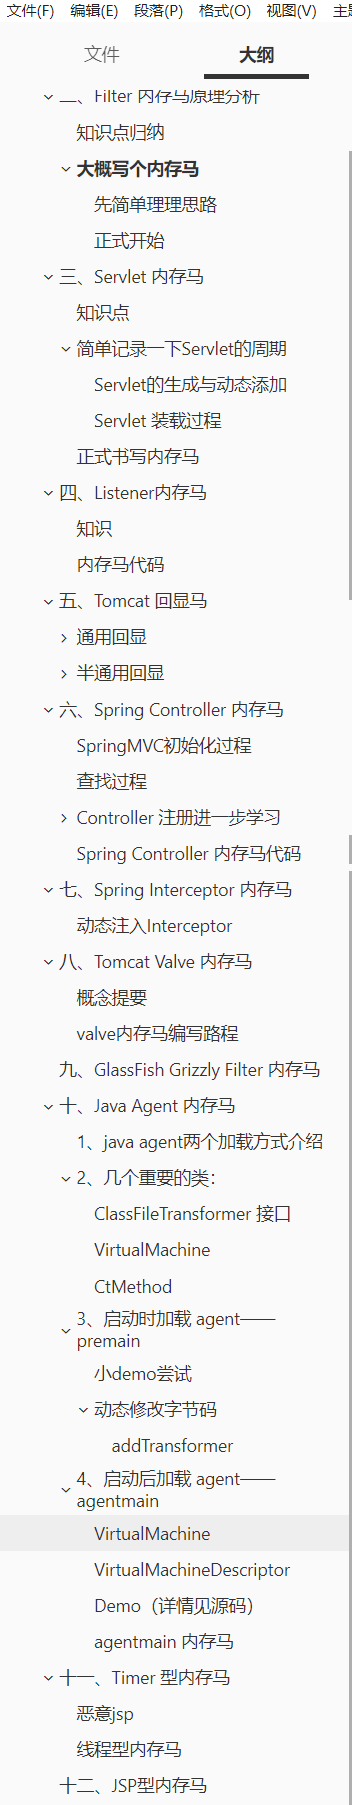 文件(F) 编辑(E) 段落(P) 格式(O) 视图(V) 主题
文件 大纲
二、Filter 内存马原理分析
知识点归纳
大概写个内存马
先简单理理思路
正式开始
三、Servlet 内存马
知识点
简单记录一下Servlet的周期
Servlet的生成与动态添加
Servlet 装载过程
正式书写内存马
四、Listener内存马
知识
内存马代码
五、Tomcat 回显马
通用回显
半通用回显
六、Spring Controller 内存马
SpringMVC初始化过程
查找过程
Controller 注册进一步学习
Spring Controller 内存马代码
七、Spring Interceptor 内存马
动态注入Interceptor
八、Tomcat Valve 内存马
概念提要
valve内存马编写路程
九、GlassFish Grizzly Filter 内存马
十、Java Agent 内存马
1、java agent两个加载方式介绍
2、几个重要的类：
ClassFileTransformer 接口
VirtualMachine
CtMethod
3、启动时加载 agent——
premain
小demo尝试
动态修改字节码
addTransformer
4、启动后加载 agent——
agentmain
VirtualMachine
VirtualMachineDescriptor
Demo（详情见源码）
agentmain 内存马
十一、Timer 型内存马
恶意jsp
线程型内存马
十二、JSP型内存马